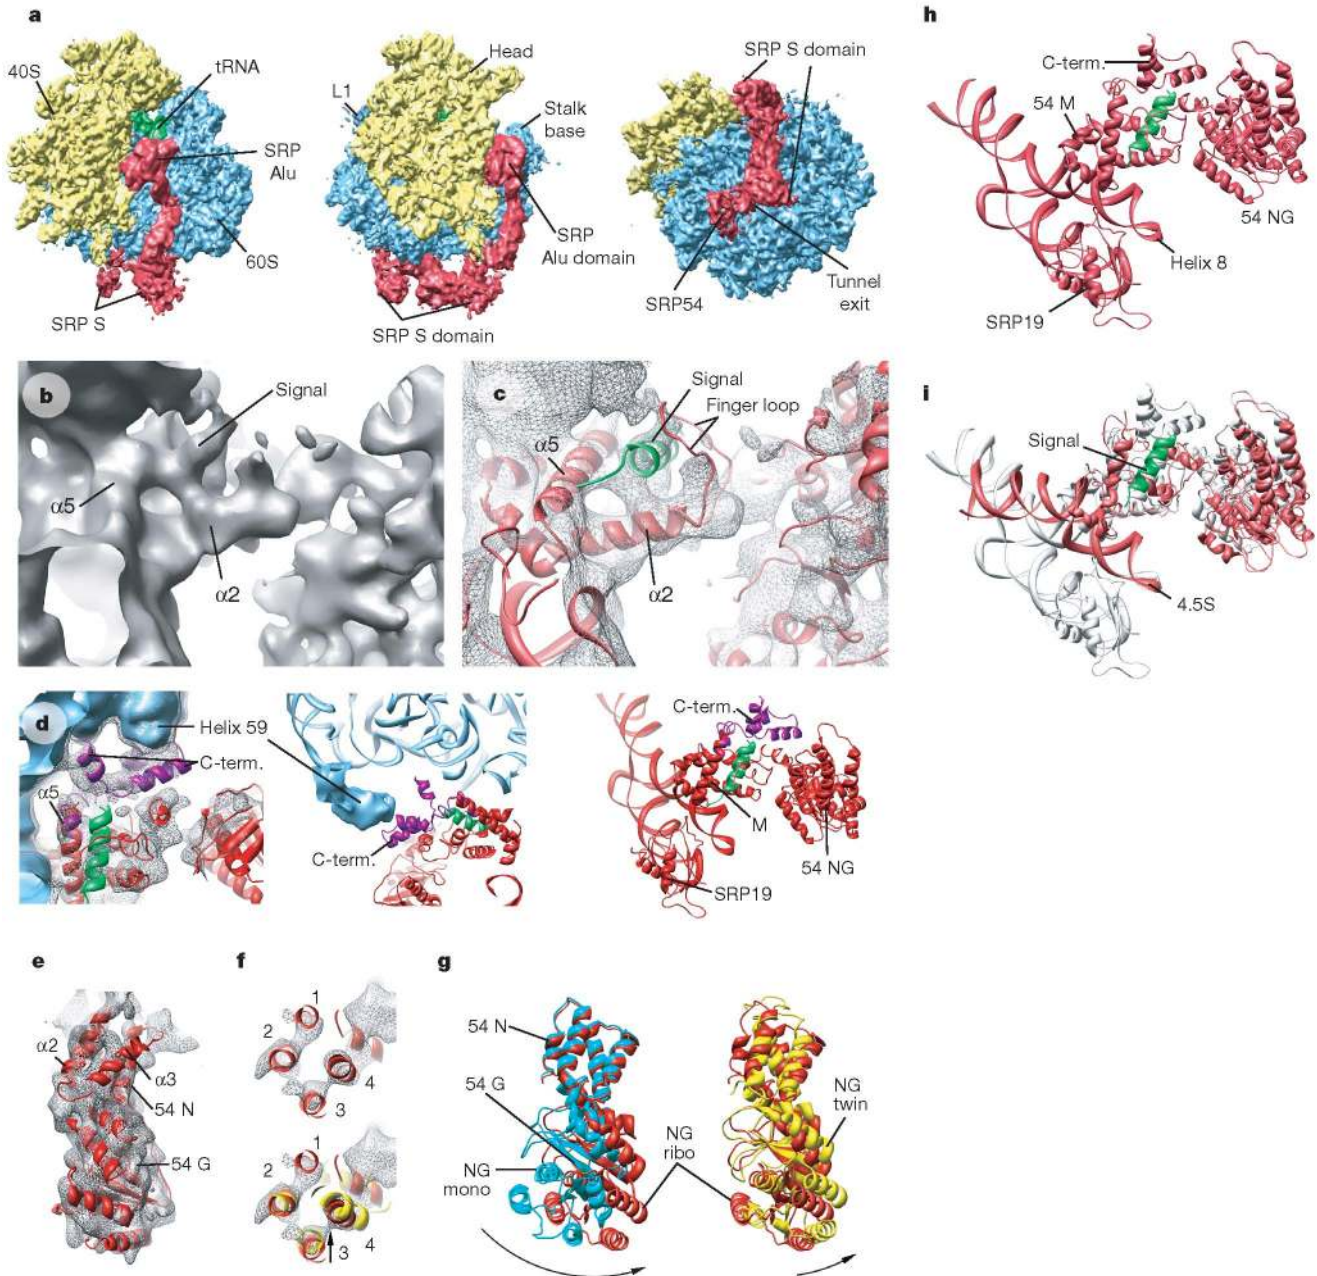 a
40S
tRNA
SRP
Alu
60S
SRP S
L1
Head
Stalk
base
SRP
Alu domain
SRP S domain
SRP S domain
SRP54
Tunnel
exit
h
C-term.
54 M
54 NG
Helix 8
SRP19
b
Signal
α5
α2
c
Signal
Finger loop
α5
α2
i
Signal
4.5S
d
Helix 59
C-term.
α5
C-term.
C-term.
M
54 NG
SRP19
e
α2
α3
54 N
54 G
f
1
2
3
4
1
2
3
4
g
54 N
54 G
NG
mono
NG
ribo
NG
twin